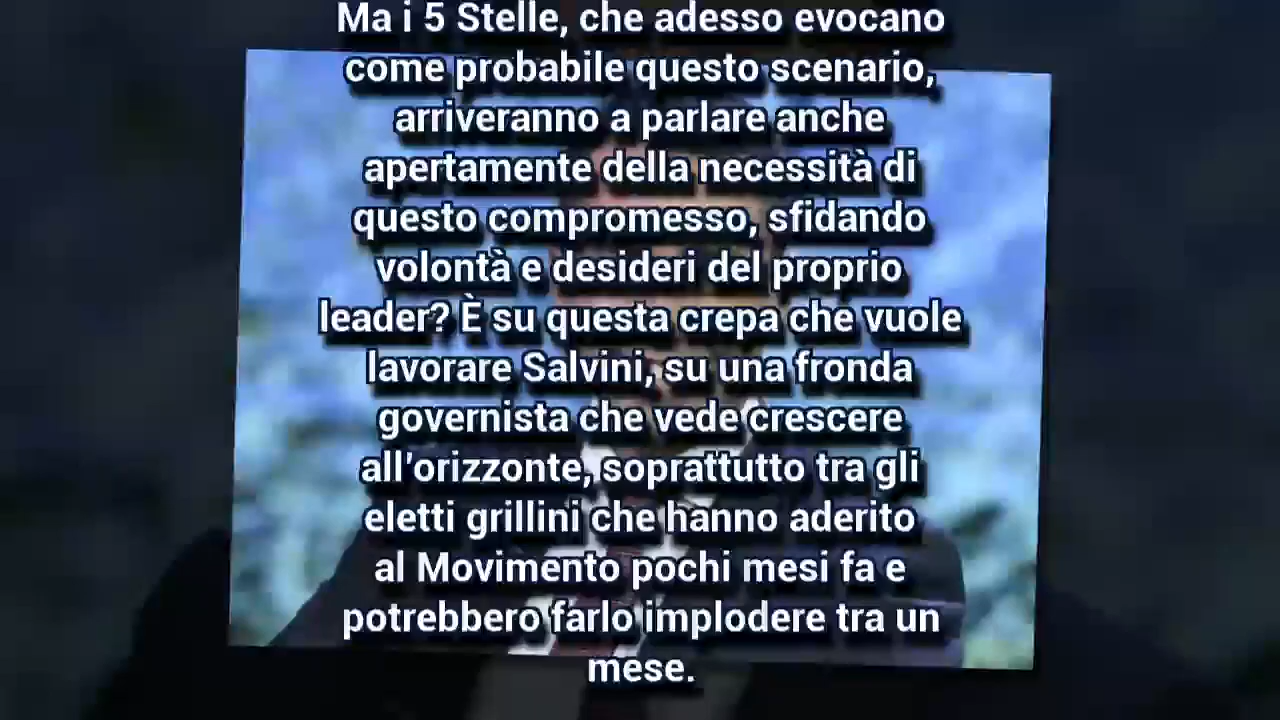 Ma i 5 Stelle, che adesso evocano
come probabile questo scenario,
arriveranno a parlare anche
apertamente della necessità di
questo compromesso, sfidando
volontà e desideri del proprio
leader? È su questa crepa che vuole
lavorare Salvini, su una fronda
governista che vede crescere
all'orizzonte, soprattutto tra gli
eletti grillini che hanno aderito
al Movimento pochi mesi fa e
potrebbero farlo implodere tra un
mese.